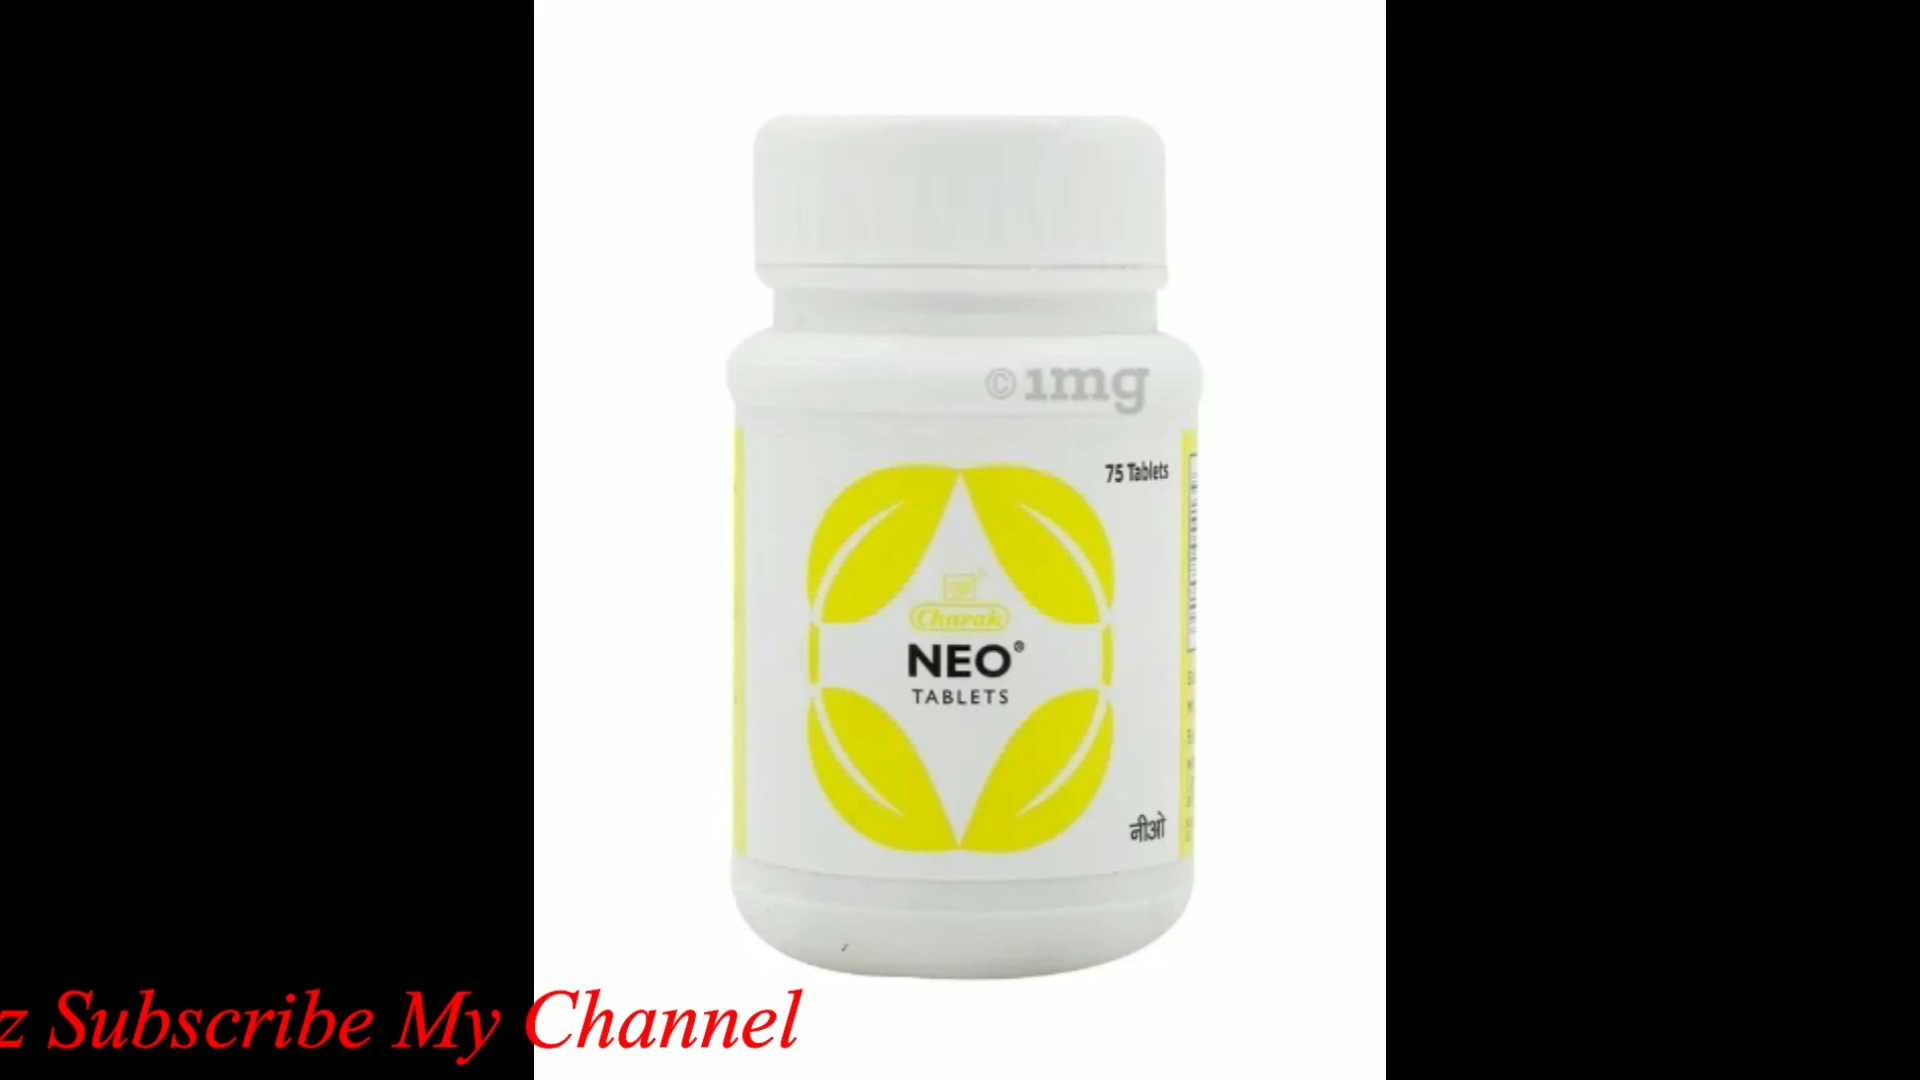 ©1mg
75 Tablets
Charak
NEO®
TABLETS
नीओ
z Subscribe My Channel